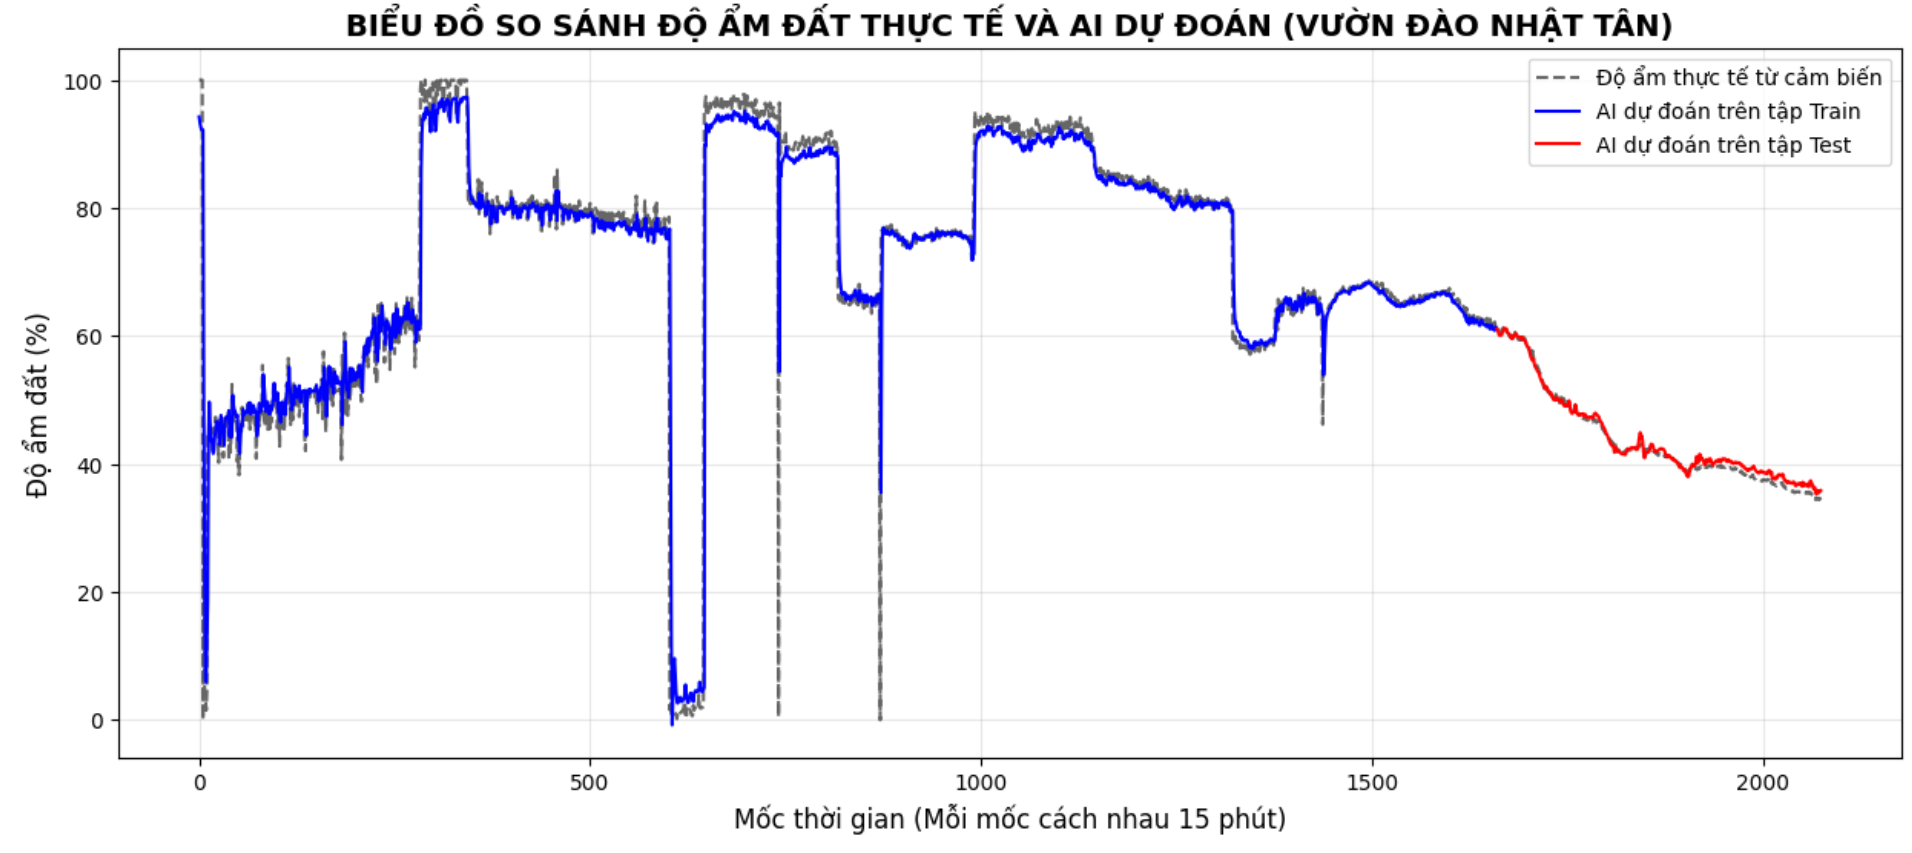 BIỂU ĐỒ SO SÁNH ĐỘ ẨM ĐẤT THỰC TẾ VÀ AI DỰ ĐOÁN (VƯỜN ĐÀO NHẬT TÂN)
Độ ẩm thực tế từ cảm biến
AI dự đoán trên tập Train
AI dự đoán trên tập Test
Độ ẩm đất (%)
100
80
60
40
20
0
0 500 1000 1500 2000
Mốc thời gian (Mỗi mốc cách nhau 15 phút)